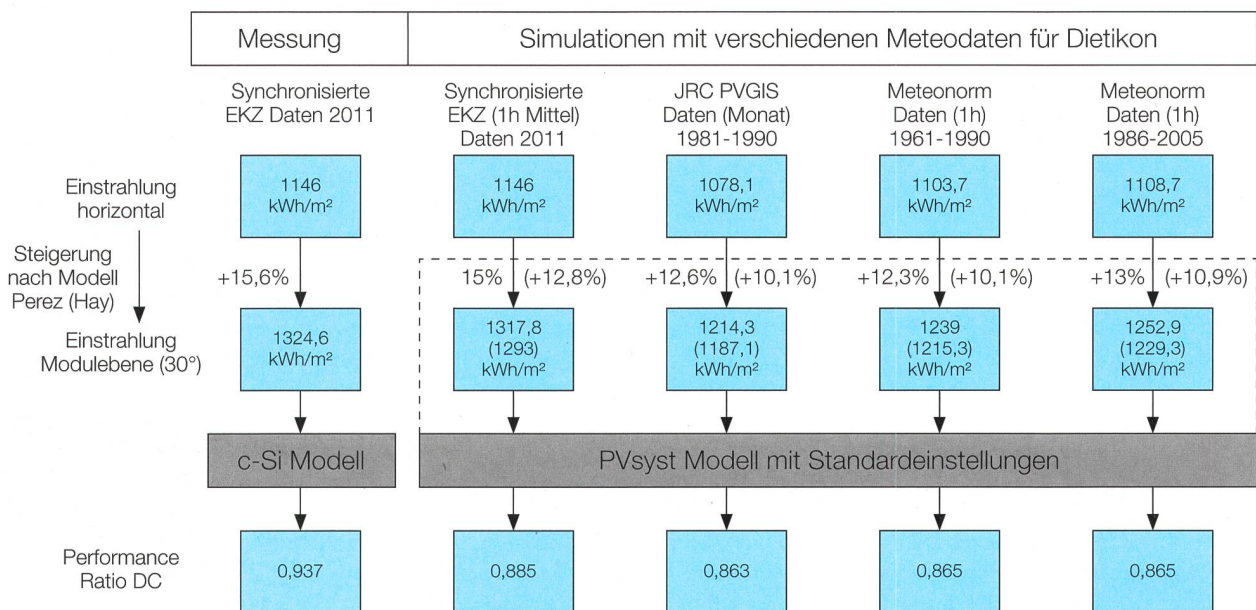 Messung
Simulationen mit verschiedenen Meteodaten für Dietikon
Synchronisierte
EKZ Daten 2011
Synchronisierte
EKZ (1h Mittel)
Daten 2011
JRC PVGIS
Daten (Monat)
1981-1990
Meteonorm
Daten (1h)
1961-1990
Meteonorm
Daten (1h)
1986-2005
Einstrahlung
horizontal
1146
kWh/m²
1146
kWh/m²
1078,1
kWh/m²
1103,7
kWh/m²
1108,7
kWh/m²
Steigerung
nach Modell
Perez (Hay)
+15,6%
15% (+12,8%)
+12,6% (+10,1%)
+12,3% (+10,1%)
+13% (+10,9%)
Einstrahlung
Modulebene (30°)
1324,6
kWh/m²
1317,8
(1293)
kWh/m²
1214,3
(1187,1)
kWh/m²
1239
(1215,3)
kWh/m²
1252,9
(1229,3)
kWh/m²
c-Si Modell
PVsyst Modell mit Standardeinstellungen
Performance
Ratio DC
0,937
0,885
0,863
0,865
0,865